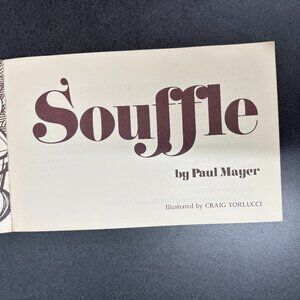 Souffle
by Paul Mayer
Illustrated by CRAIG TORLUCCI